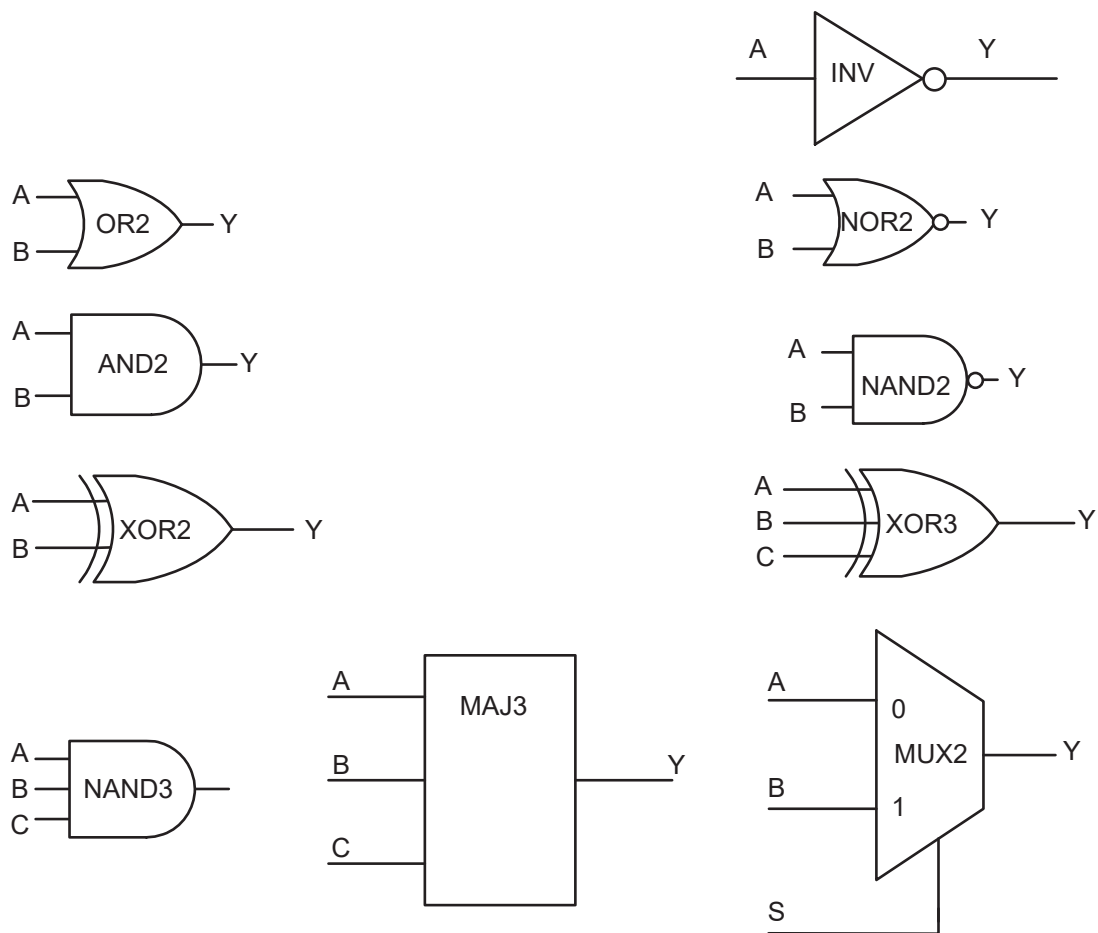 A INV Y
A OR2 Y
B
A NOR2 Y
B
A AND2 Y
B
A NAND2 Y
B
A XOR2 Y
B
A
B XOR3 Y
C
A
B NAND3
C
A MAJ3
B Y
C
A 0
MUX2 Y
B 1
S